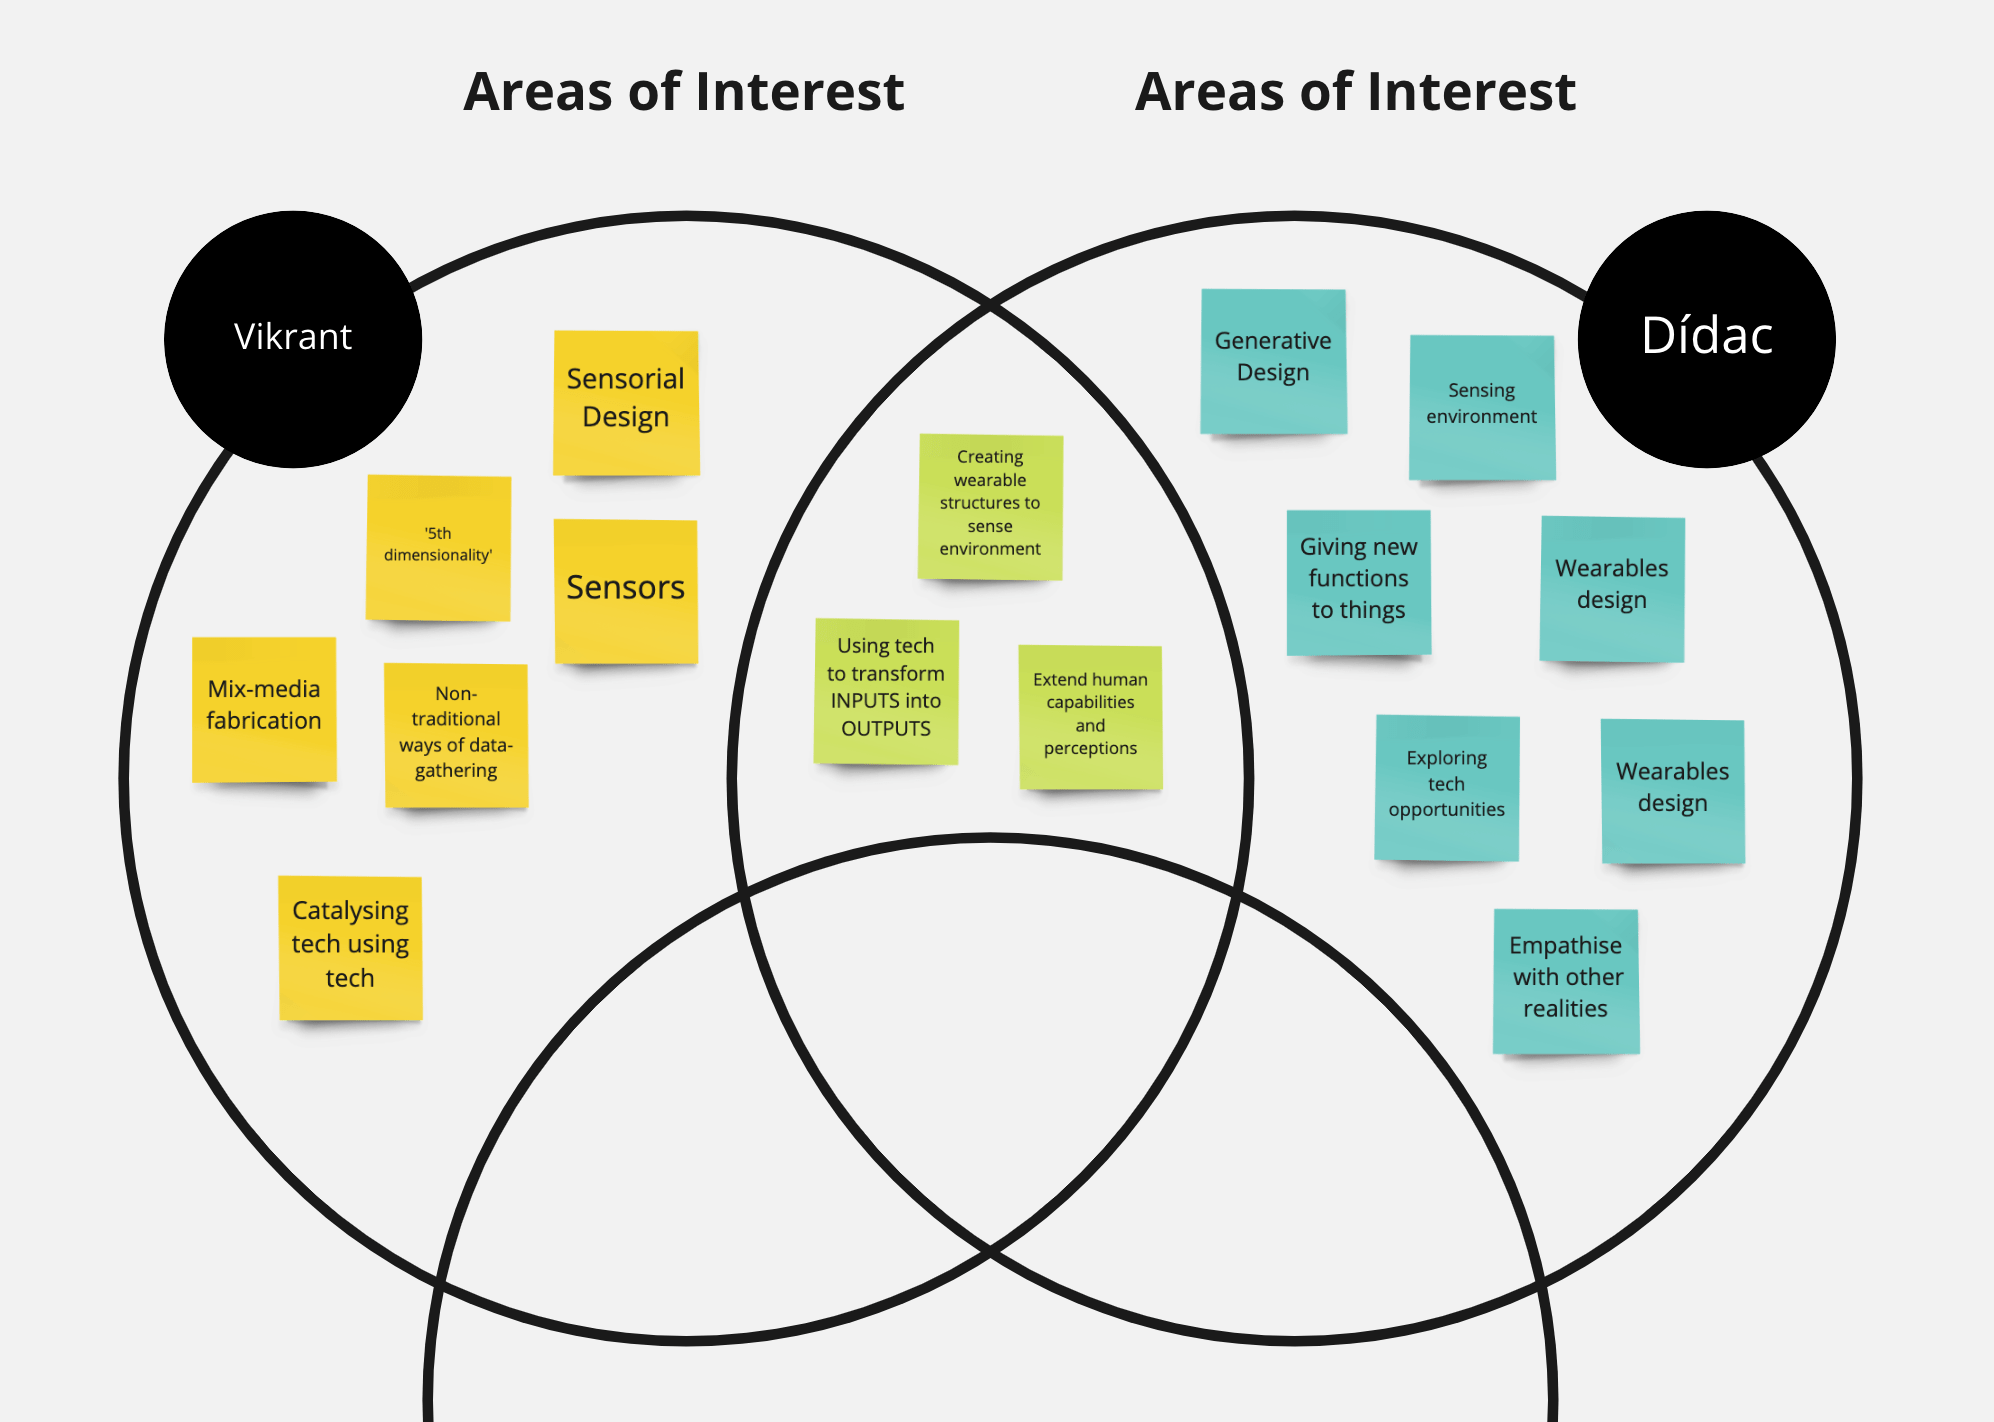 Areas of Interest
Areas of Interest
Vikrant
Dídac
Sensorial
Design
'5th
dimensionality'
Sensors
Mix-media
fabrication
Non-
traditional
ways of data-
gathering
Catalysing
tech using
tech
Creating
wearable
structures to
sense
environment
Using tech
to transform
INPUTS into
OUTPUTS
Extend human
capabilities
and
perceptions
Generative
Design
Sensing
environment
Giving new
functions
to things
Wearables
design
Exploring
tech
opportunities
Wearables
design
Empathise
with other
realities